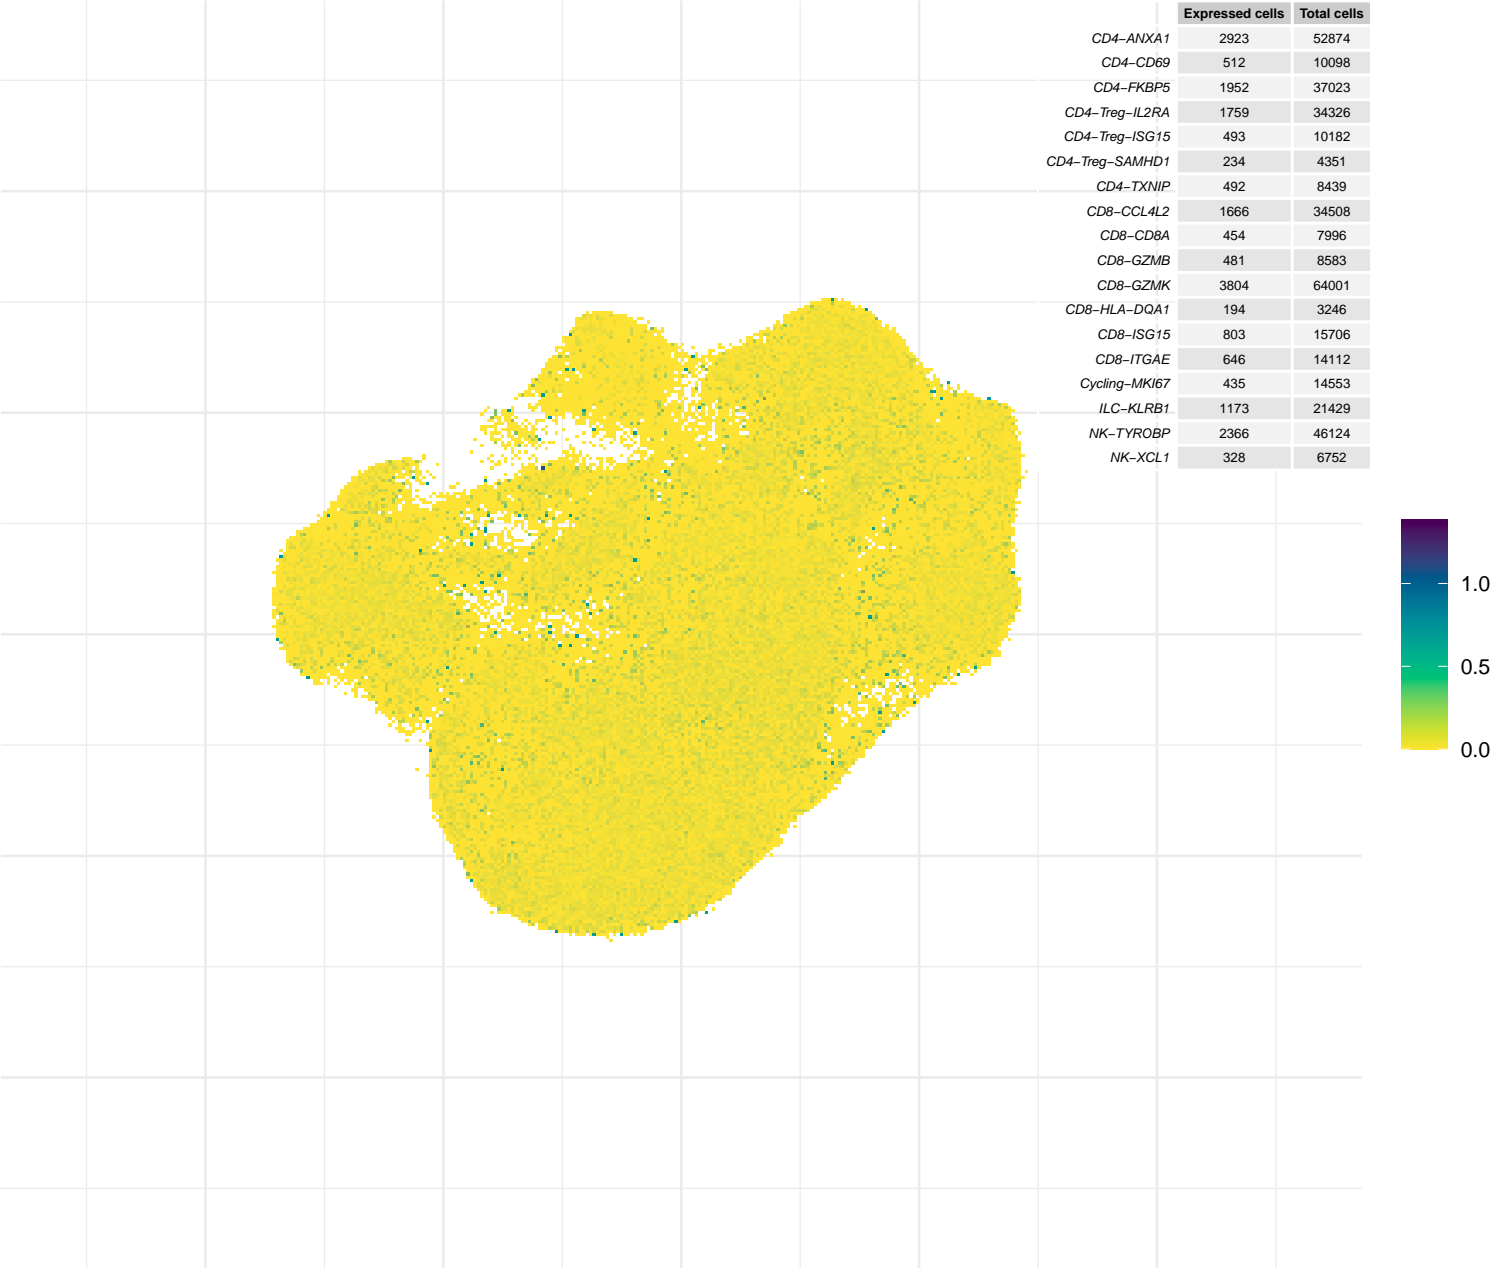 Expressed cells Total cells
CD4−ANXA1 2923 52874
CD4−CD69 512 10098
CD4−FKBP5 1952 37023
CD4−Treg−IL2RA 1759 34326
CD4−Treg−ISG15 493 10182
CD4−Treg−SAMHD1 234 4351
CD4−TXNIP 492 8439
CD8−CCL4L2 1666 34508
CD8−CD8A 454 7996
CD8−GZMB 481 8583
CD8−GZMK 3804 64001
CD8−HLA−DQA1 194 3246
CD8−ISG15 803 15706
CD8−ITGAE 646 14112
Cycling−MKI67 435 14553
ILC−KLRB1 1173 21429
NK−TYROBP 2366 46124
NK−XCL1 328 6752
1.0
0.5
0.0